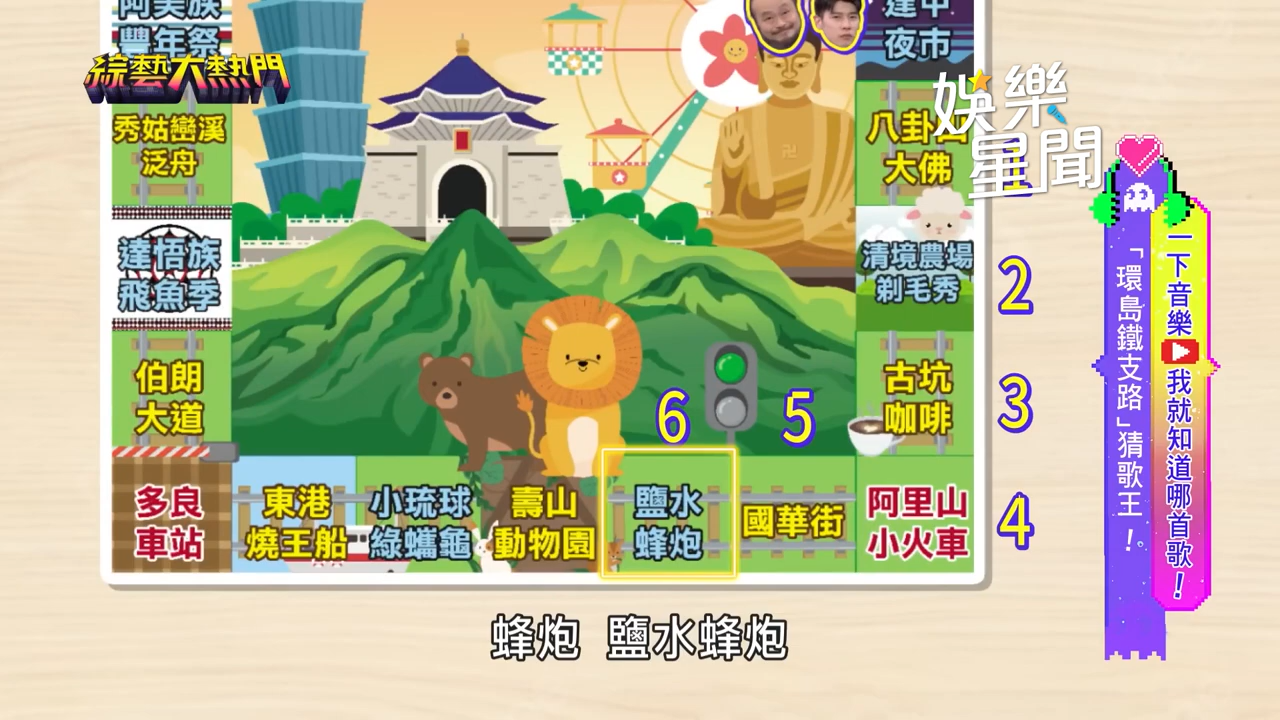 阿美族
豐年祭
逢甲
夜市
綜藝大熱門
娛樂
星聞
秀姑巒溪
泛舟
八卦山
大佛
1
達悟族
飛魚季
清境農場
剃毛秀
2
伯朗
大道
古坑
咖啡
3
6
5
多良
車站
東港
燒王船
小琉球
綠蠵龜
壽山
動物園
鹽水
蜂炮
國華街
阿里山
小火車
4
一下音樂 我就知道哪首歌!
「環島鐵支路」猜歌王!
蜂炮 鹽水蜂炮